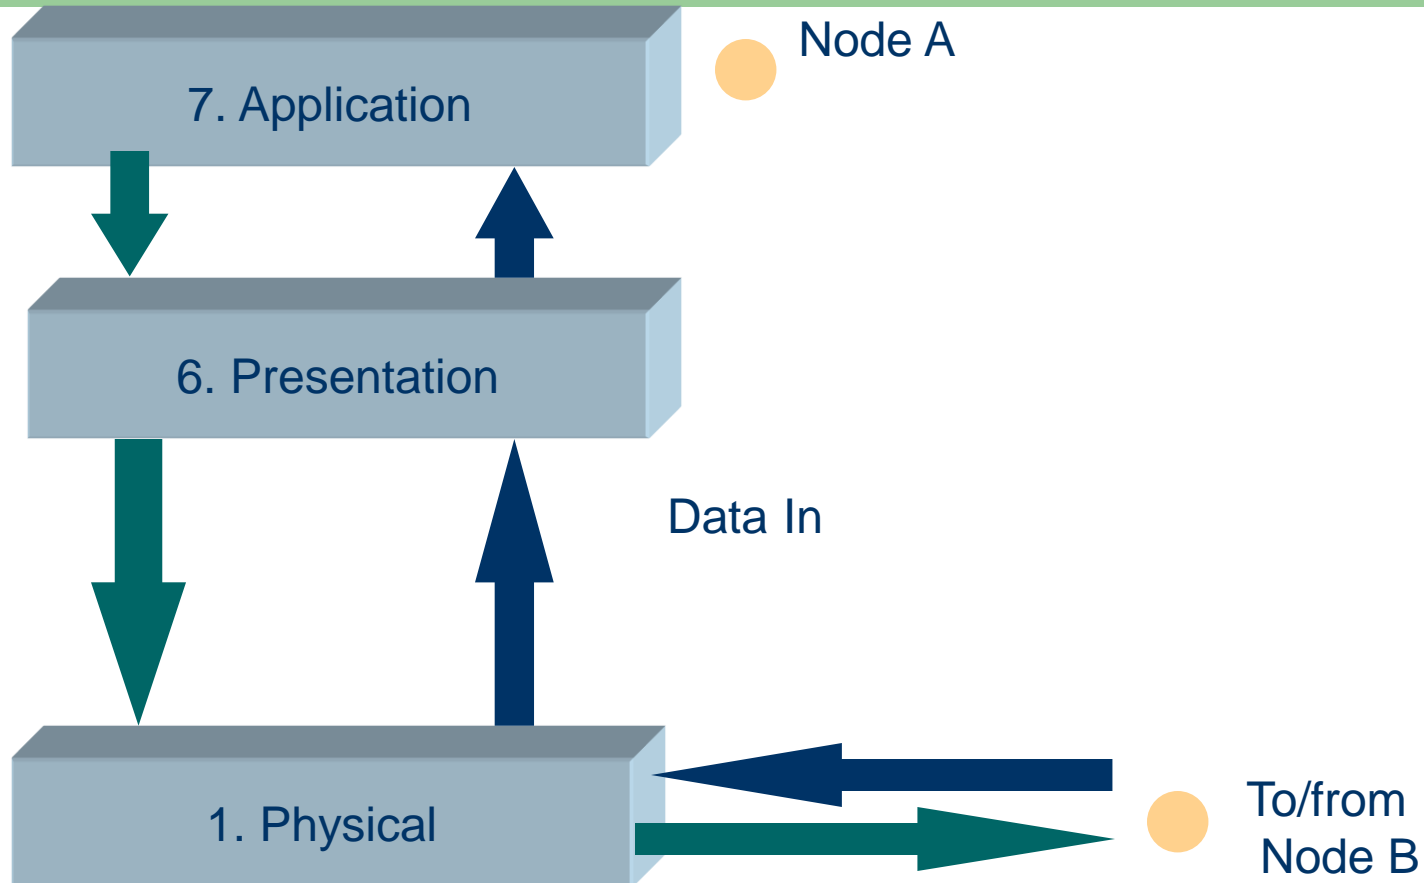 Node A
7. Application
6. Presentation
Data In
To/from
1. Physical
Node B